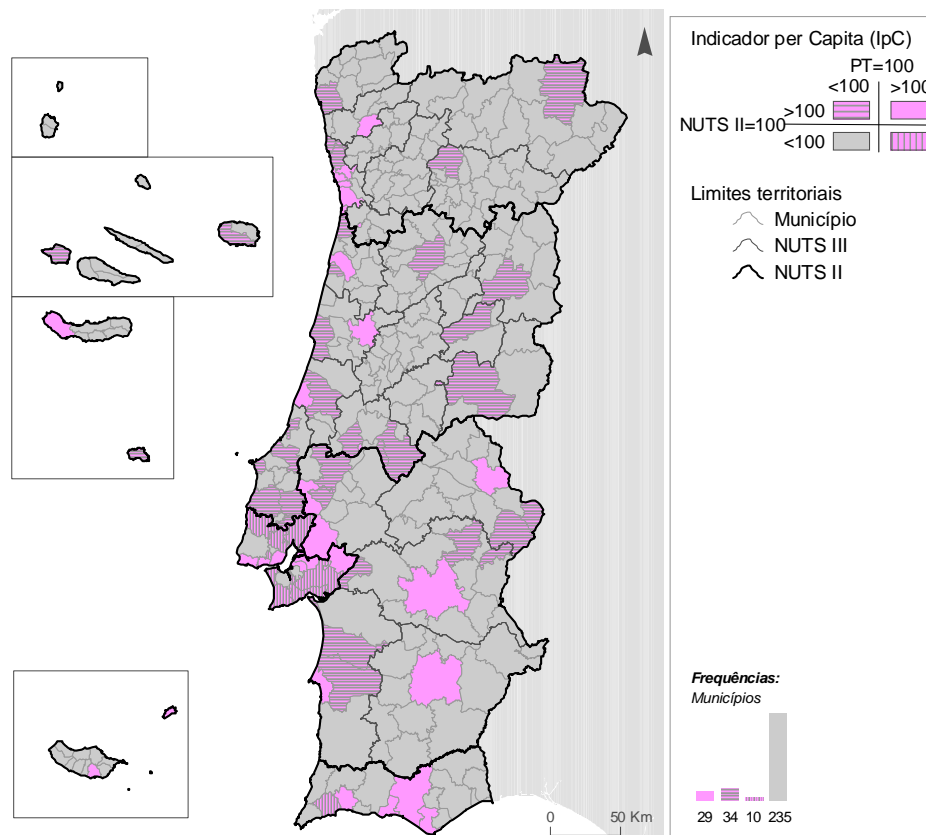 Indicador per Capita (IpC)
PT=100
<100 >100
>100
NUTS II=100
<100
Limites territoriais
Município
NUTS III
NUTS II
Frequências:
Municípios
29 34 10 235
0 50 Km